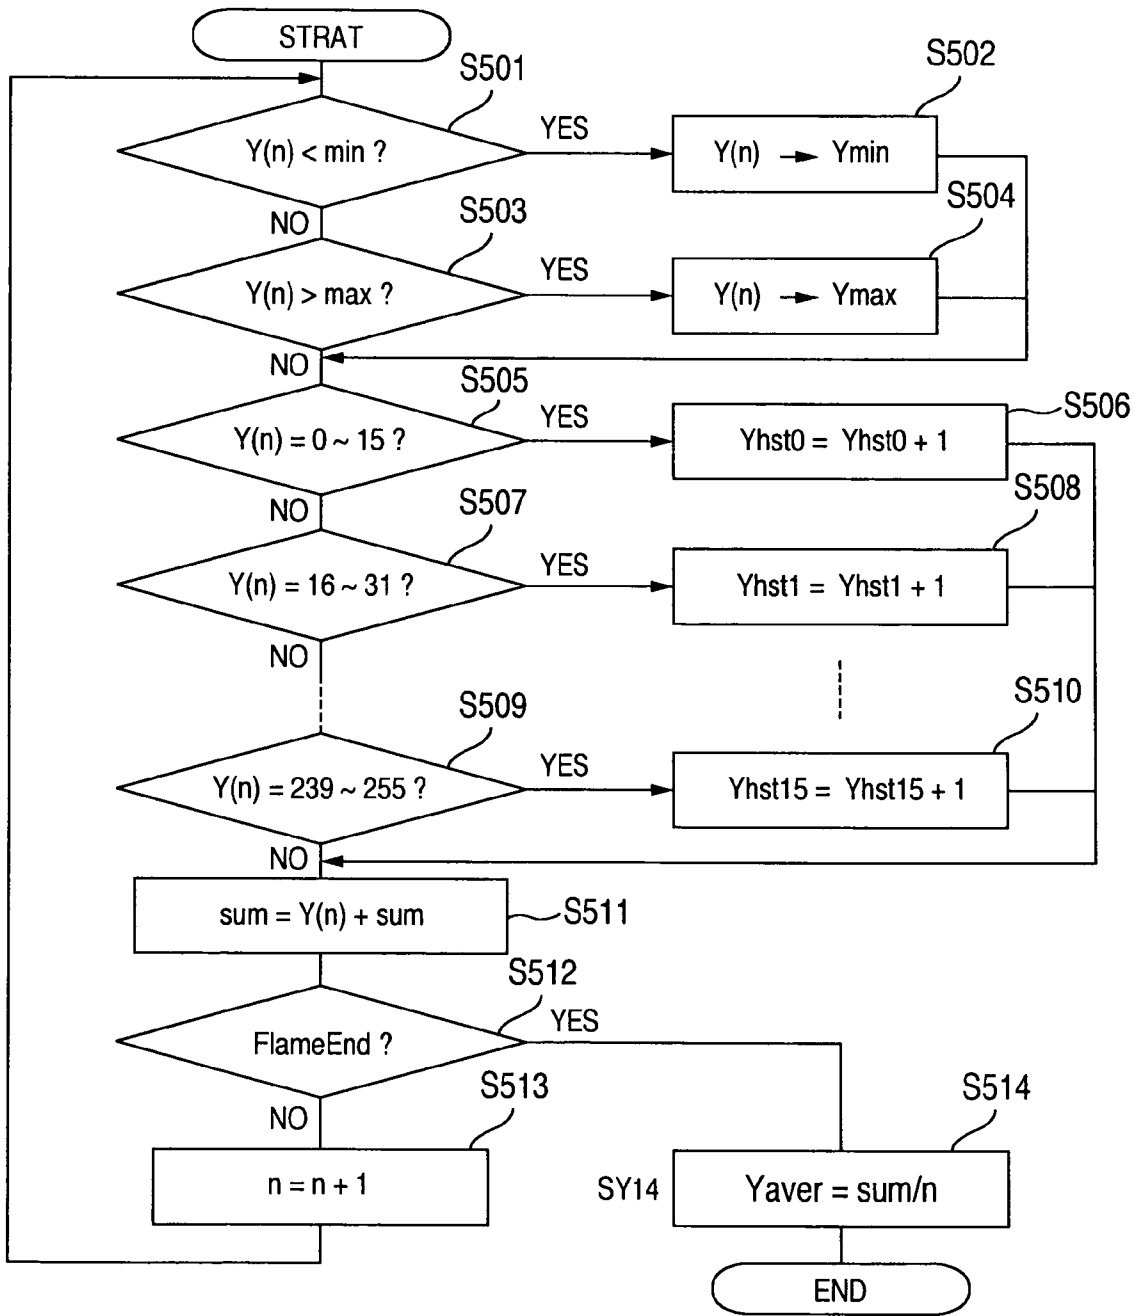 STRAT
S501
Y(n) < min ?
YES
S502
Y(n) → Ymin
NO
S503
Y(n) > max ?
YES
S504
Y(n) → Ymax
NO
S505
Y(n) = 0 ~ 15 ?
YES
S506
Yhst0 = Yhst0 + 1
NO
S507
Y(n) = 16 ~ 31 ?
YES
S508
Yhst1 = Yhst1 + 1
NO
S509
Y(n) = 239 ~ 255 ?
YES
S510
Yhst15 = Yhst15 + 1
NO
sum = Y(n) + sum
S511
S512
FlameEnd ?
YES
NO
S513
n = n + 1
S514
SY14
Yaver = sum/n
END